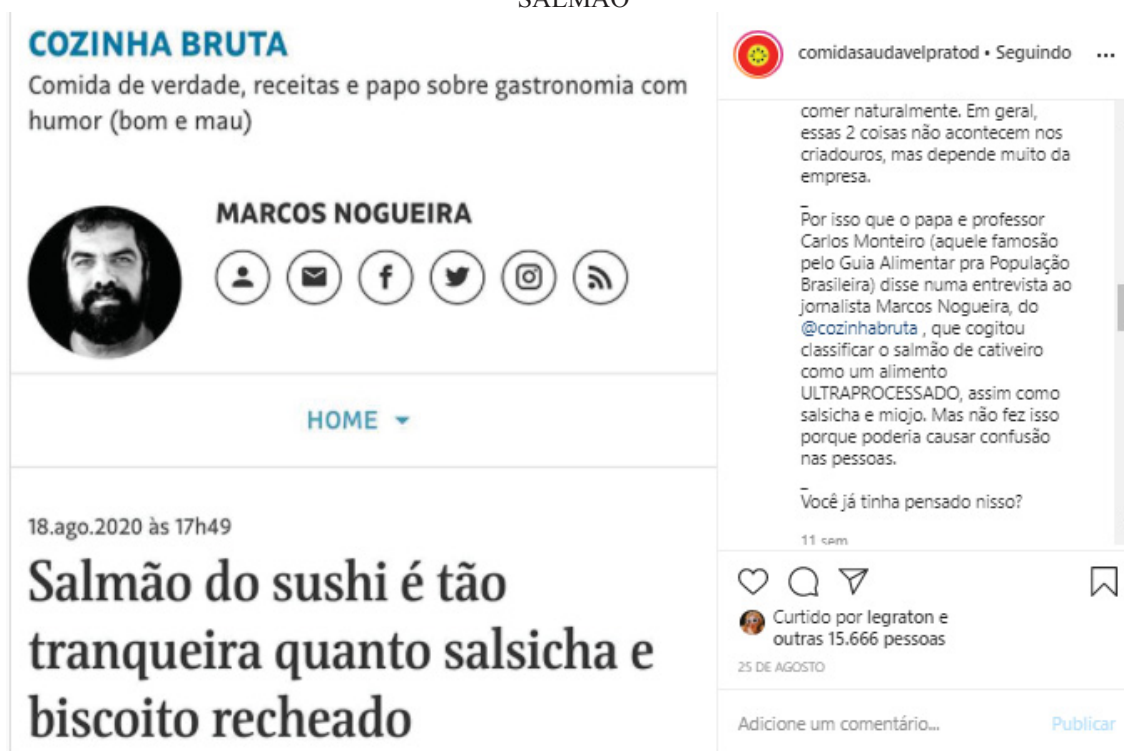 SALMÃO
COZINHA BRUTA
Comida de verdade, receitas e papo sobre gastronomia com
humor (bom e mau)
MARCOS NOGUEIRA
HOME
18.ago.2020 às 17h49
Salmão do sushi é tão
tranqueira quanto salsicha e
biscoito recheado
comidasaudavelpratod • Seguindo ...
comer naturalmente. Em geral,
essas 2 coisas não acontecem nos
criadouros, mas depende muito da
empresa.
_
Por isso que o papa e professor
Carlos Monteiro (aquele famosão
pelo Guia Alimentar pra População
Brasileira) disse numa entrevista ao
jornalista Marcos Nogueira, do
@cozinhabruta , que cogitou
classificar o salmão de cativeiro
como um alimento
ULTRAPROCESSADO, assim como
salsicha e miojo. Mas não fez isso
porque poderia causar confusão
nas pessoas.
_
Você já tinha pensado nisso?
11 sem
Curtido por legraton e
outras 15.666 pessoas
25 DE AGOSTO
Adicione um comentário... Publicar